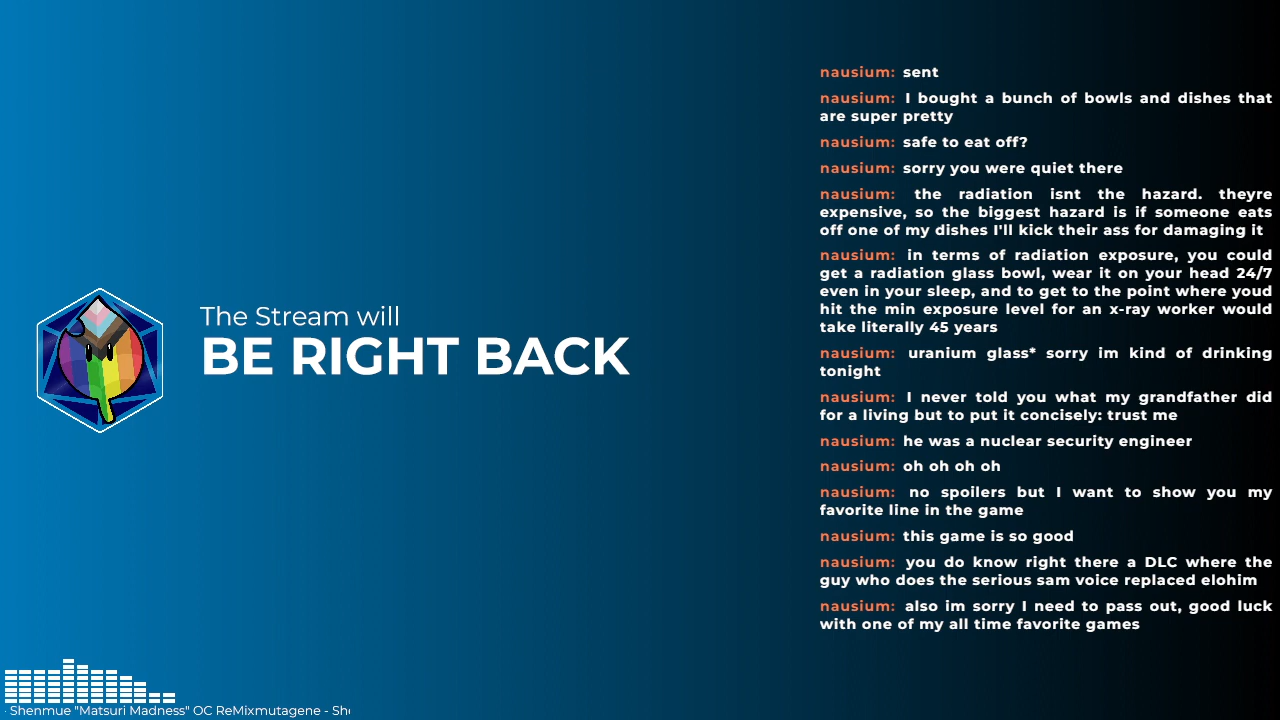 nausium: sent
nausium: I bought a bunch of bowls and dishes that
are super pretty
nausium: safe to eat off?
nausium: sorry you were quiet there
nausium: the radiation isnt the hazard. theyre
expensive, so the biggest hazard is if someone eats
off one of my dishes I'll kick their ass for damaging it
nausium: in terms of radiation exposure, you could
get a radiation glass bowl, wear it on your head 24/7
even in your sleep, and to get to the point where youd
hit the min exposure level for an x-ray worker would
take literally 45 years
nausium: uranium glass* sorry im kind of drinking
tonight
nausium: I never told you what my grandfather did
for a living but to put it concisely: trust me
nausium: he was a nuclear security engineer
nausium: oh oh oh oh
nausium: no spoilers but I want to show you my
favorite line in the game
nausium: this game is so good
nausium: you do know right there a DLC where the
guy who does the serious sam voice replaced elohim
nausium: also im sorry I need to pass out, good luck
with one of my all time favorite games
The Stream will
BE RIGHT BACK
- Shenmue "Matsuri Madness" OC ReMixmutagene - Sh